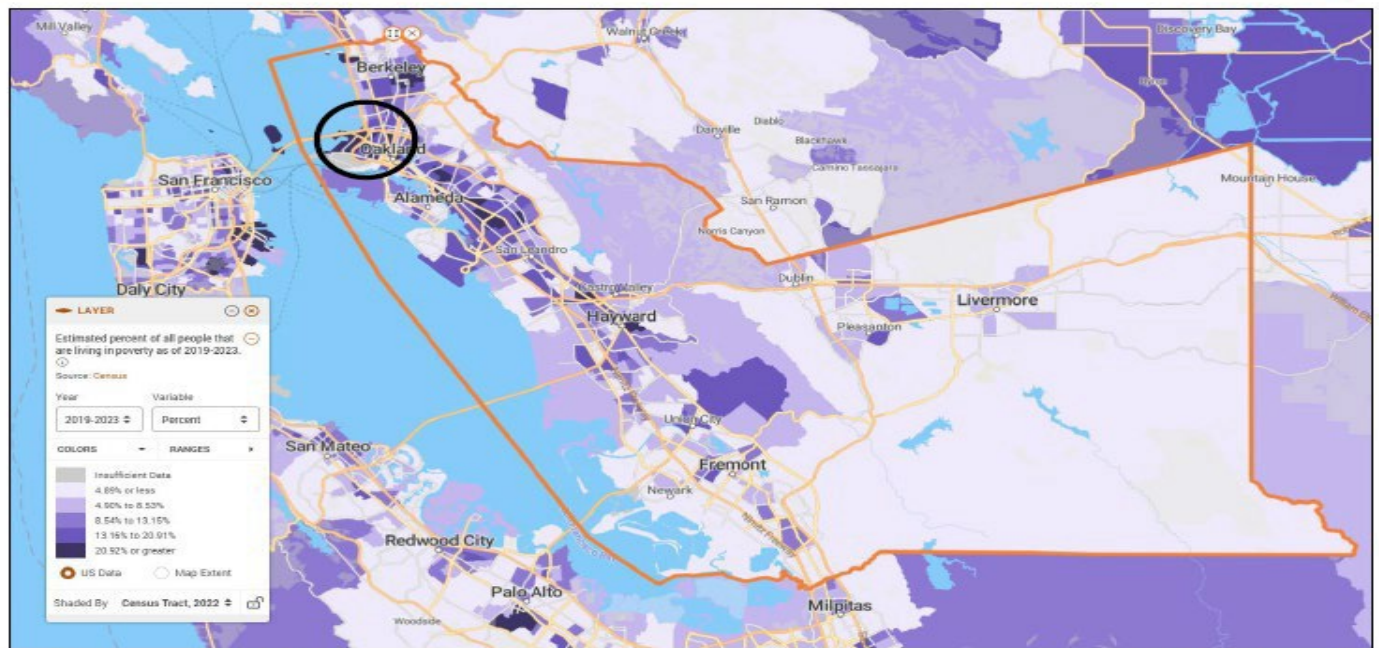 Mill Valley
Walnut Creek
Discovery Bay
Berkeley
Byron
Danville
Diablo
Blackhawk
Oakland
Camino Tassajara
San Francisco
Mountain House
Alameda
San Ramon
Norris Canyon
San Leandro
Dublin
Castro Valley
Daly City
Livermore
Hayward
Pleasanton
LAYER
Estimated percent of all people that
are living in poverty as of 2019-2023.
Source: Census
Year Variable
2019-2023 Percent
COLORS RANGES
Insufficient Data
4.89% or less
4.90% to 8.53%
8.54% to 13.15%
13.16% to 20.91%
20.92% or greater
US Data Map Extent
Shaded By Census Tract, 2022
Union City
San Mateo
Fremont
Newark
Nimitz Freeway
Redwood City
Palo Alto
Milpitas
Woodside